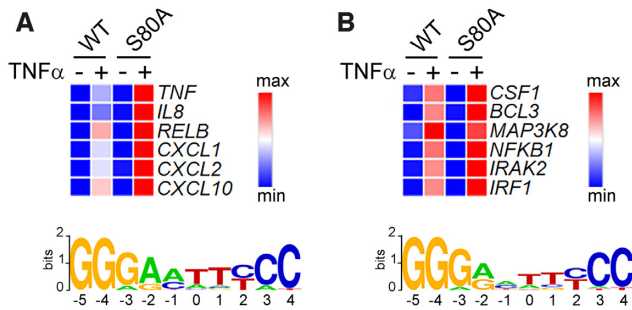 A
WT S80A
TNFα - + - +
TNF
IL8
RELB
CXCL1
CXCL2
CXCL10
max
min
2
1
0
bits
GGGAATTCCC
-5 -4 -3 -2 -1 0 1 2 3 4
B
WT S80A
TNFα - + - +
CSF1
BCL3
MAP3K8
NFKB1
IRAK2
IRF1
max
min
2
1
0
bits
GGGAATTCCC
-5 -4 -3 -2 -1 0 1 2 3 4